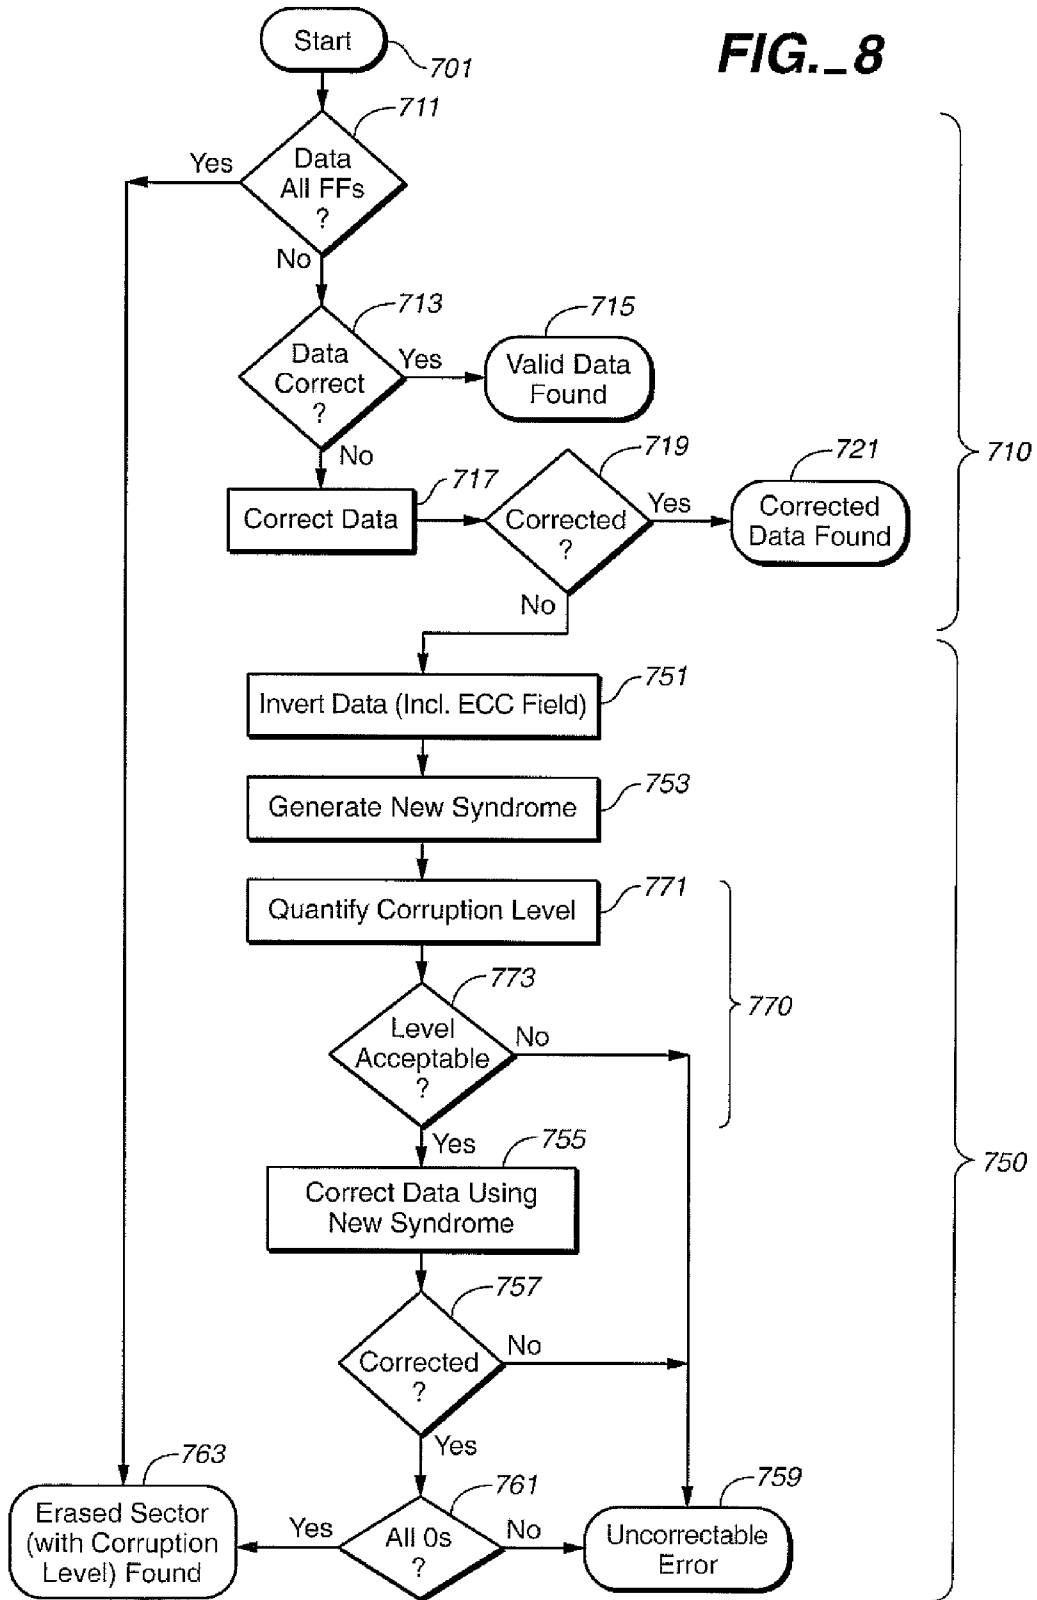 FIG._8
Start
701
711
Data
All FFs
?
Yes
No
713
Data
Correct
?
Yes
715
Valid Data
Found
No
717
Correct Data
719
Corrected
?
Yes
721
Corrected
Data Found
710
No
751
Invert Data (Incl. ECC Field)
753
Generate New Syndrome
771
Quantify Corruption Level
773
Level
Acceptable
?
No
770
Yes
755
Correct Data Using
New Syndrome
750
757
Corrected
?
No
Yes
763
Erased Sector
(with Corruption
Level) Found
Yes
761
All 0s
?
No
759
Uncorrectable
Error